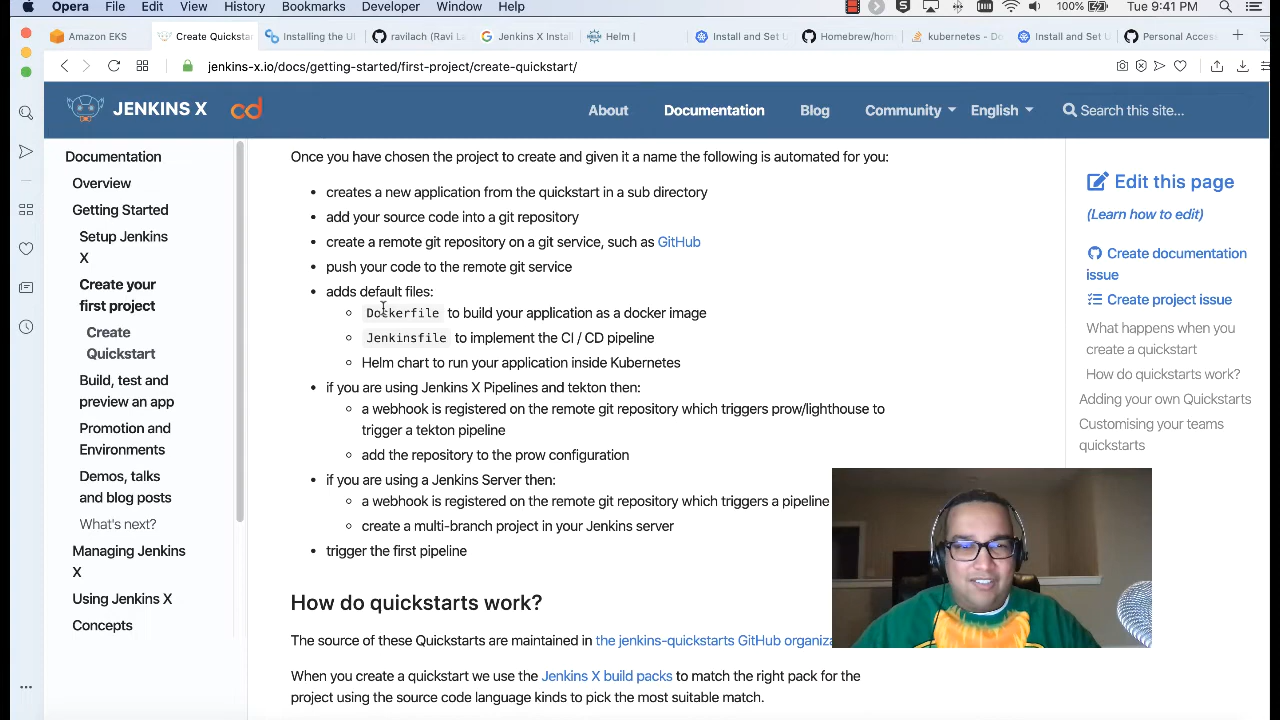 Opera File Edit View History Bookmarks Developer Window Help 100% Tue 9:41 PM
Amazon EKS Create Quicksta Installing the UI ravilach (Ravi La Jenkins X Instal Helm | Install and Set U Homebrew/hom kubernetes - Do Install and Set U Personal Acces
jenkins-x.io/docs/getting-started/first-project/create-quickstart/
JENKINS X cd About Documentation Blog Community English Search this site...
Documentation
Overview
Getting Started
Setup Jenkins
X
Create your
first project
Create
Quickstart
Build, test and
preview an app
Promotion and
Environments
Demos, talks
and blog posts
What's next?
Managing Jenkins
X
Using Jenkins X
Concepts
Once you have chosen the project to create and given it a name the following is automated for you:
• creates a new application from the quickstart in a sub directory
• add your source code into a git repository
• create a remote git repository on a git service, such as GitHub
• push your code to the remote git service
• adds default files:
Dockerfile to build your application as a docker image
Jenkinsfile to implement the CI / CD pipeline
Helm chart to run your application inside Kubernetes
• if you are using Jenkins X Pipelines and tekton then:
a webhook is registered on the remote git repository which triggers prow/lighthouse to
trigger a tekton pipeline
add the repository to the prow configuration
• if you are using a Jenkins Server then:
a webhook is registered on the remote git repository which triggers a pipeline
create a multi-branch project in your Jenkins server
• trigger the first pipeline
How do quickstarts work?
The source of these Quickstarts are maintained in the jenkins-quickstarts GitHub organiza
When you create a quickstart we use the Jenkins X build packs to match the right pack for the
project using the source code language kinds to pick the most suitable match.
Edit this page
(Learn how to edit)
Create documentation
issue
Create project issue
What happens when you
create a quickstart
How do quickstarts work?
Adding your own Quickstarts
Customising your teams
quickstarts